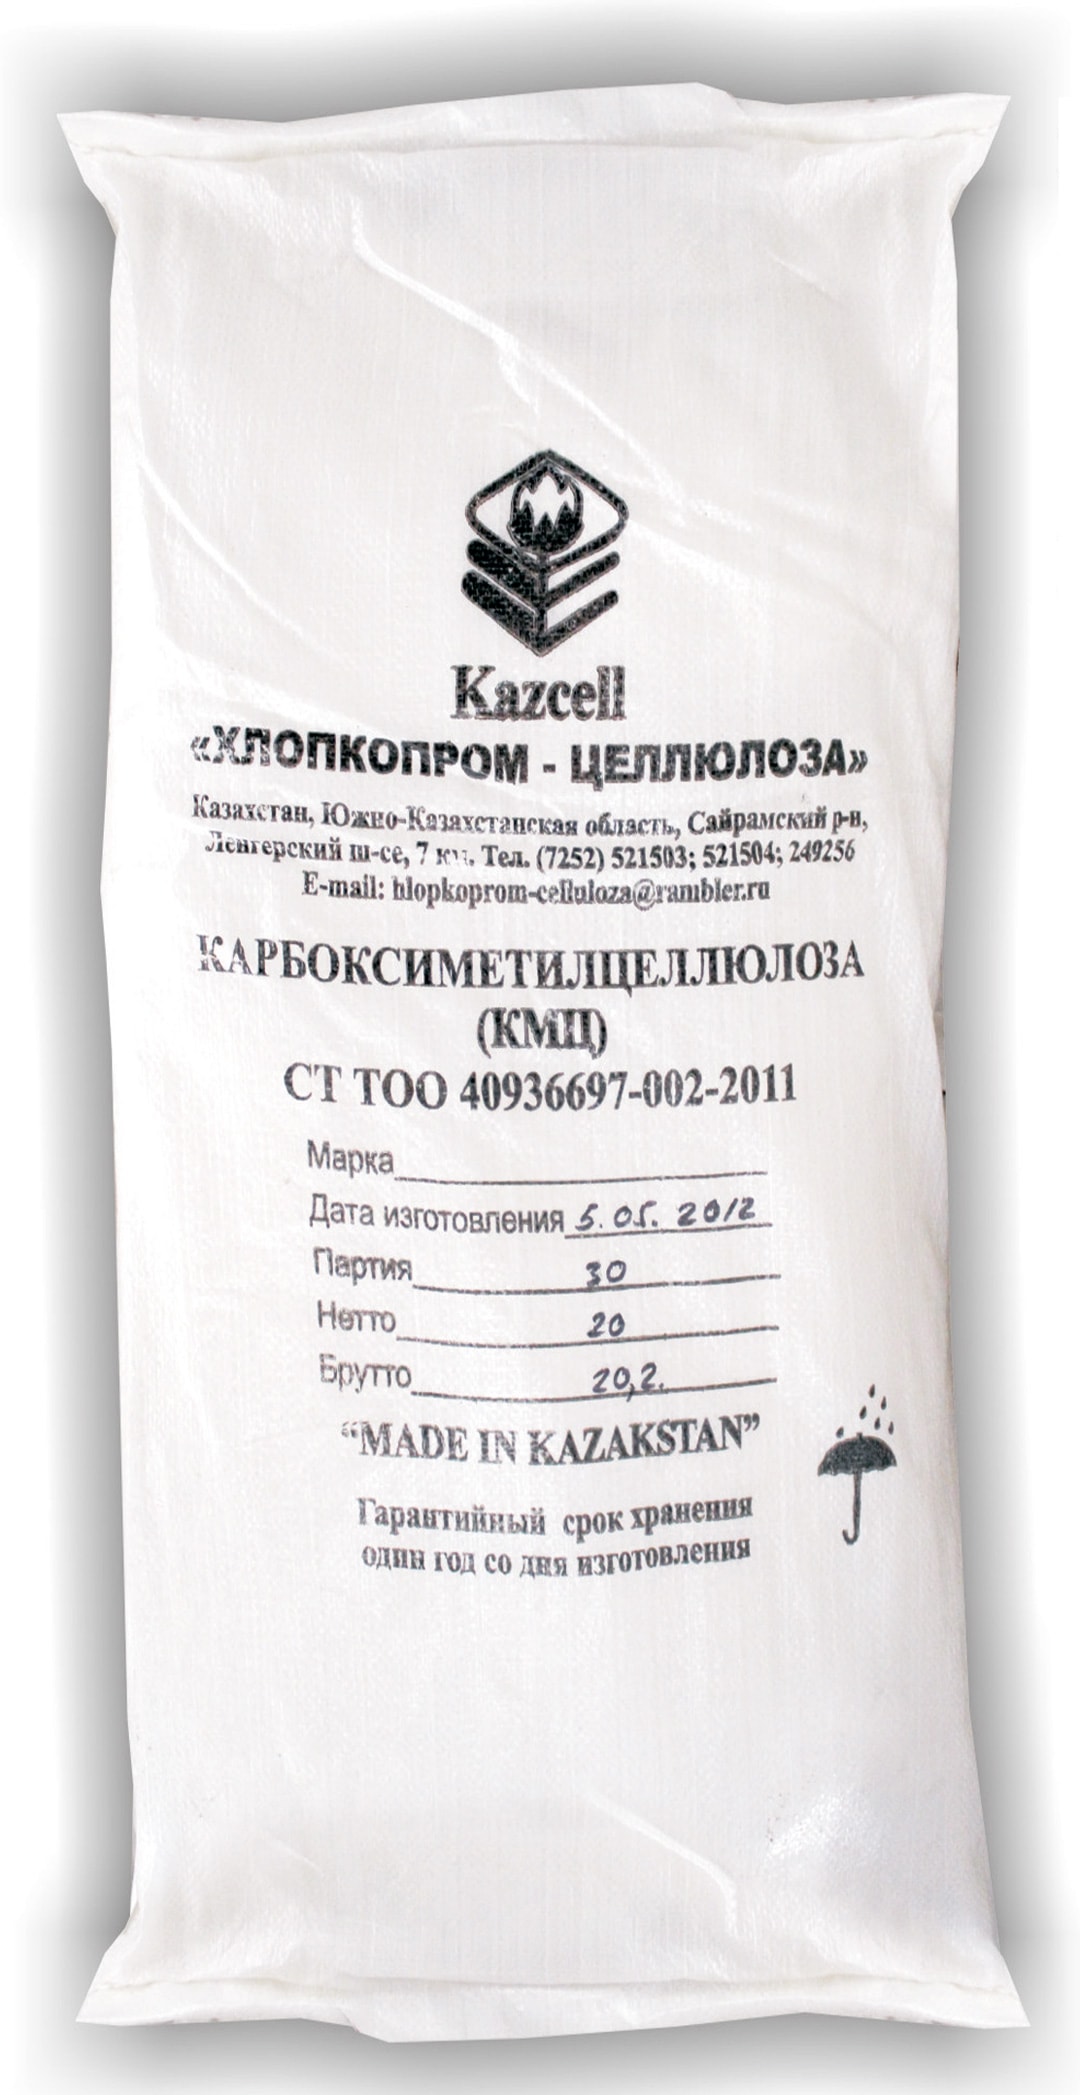 Kazcell
«ХЛОПКОПРОМ - ЦЕЛЛЮЛОЗА»
Казахстан, Южно-Казахстанская область, Сайрамский р-н,
Ленгерский ш-се, 7 км. Тел. (7252) 521503; 521504; 249256
E-mail: hlopkoprom-celluloza@rambler.ru
КАРБОКСИМЕТИЛЦЕЛЛЮЛОЗА
(КМЦ)
СТ ТОО 40936697-002-2011
Марка
Дата изготовления 5. 05. 2012
Партия 30
Нетто 20
Брутто 20,2.
“MADE IN KAZAKSTAN”
Гарантийный срок хранения
один год со дня изготовления